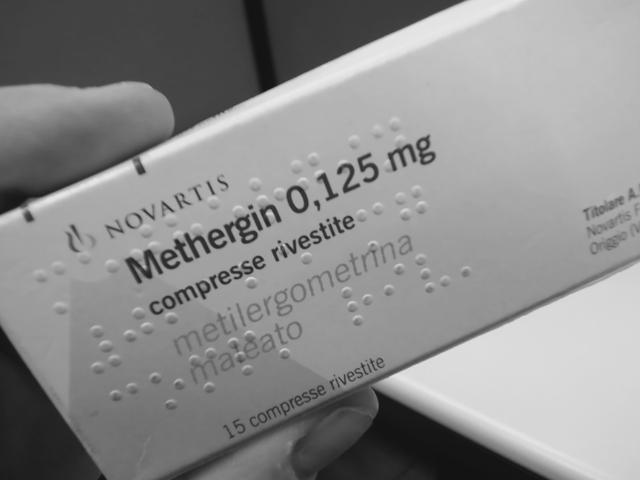 NOVARTIS
Methergin 0,125 mg
compresse rivestite
metilergometrina
maleato
15 compresse rivestite
Titolare A.
Novartis F
Origgio (V